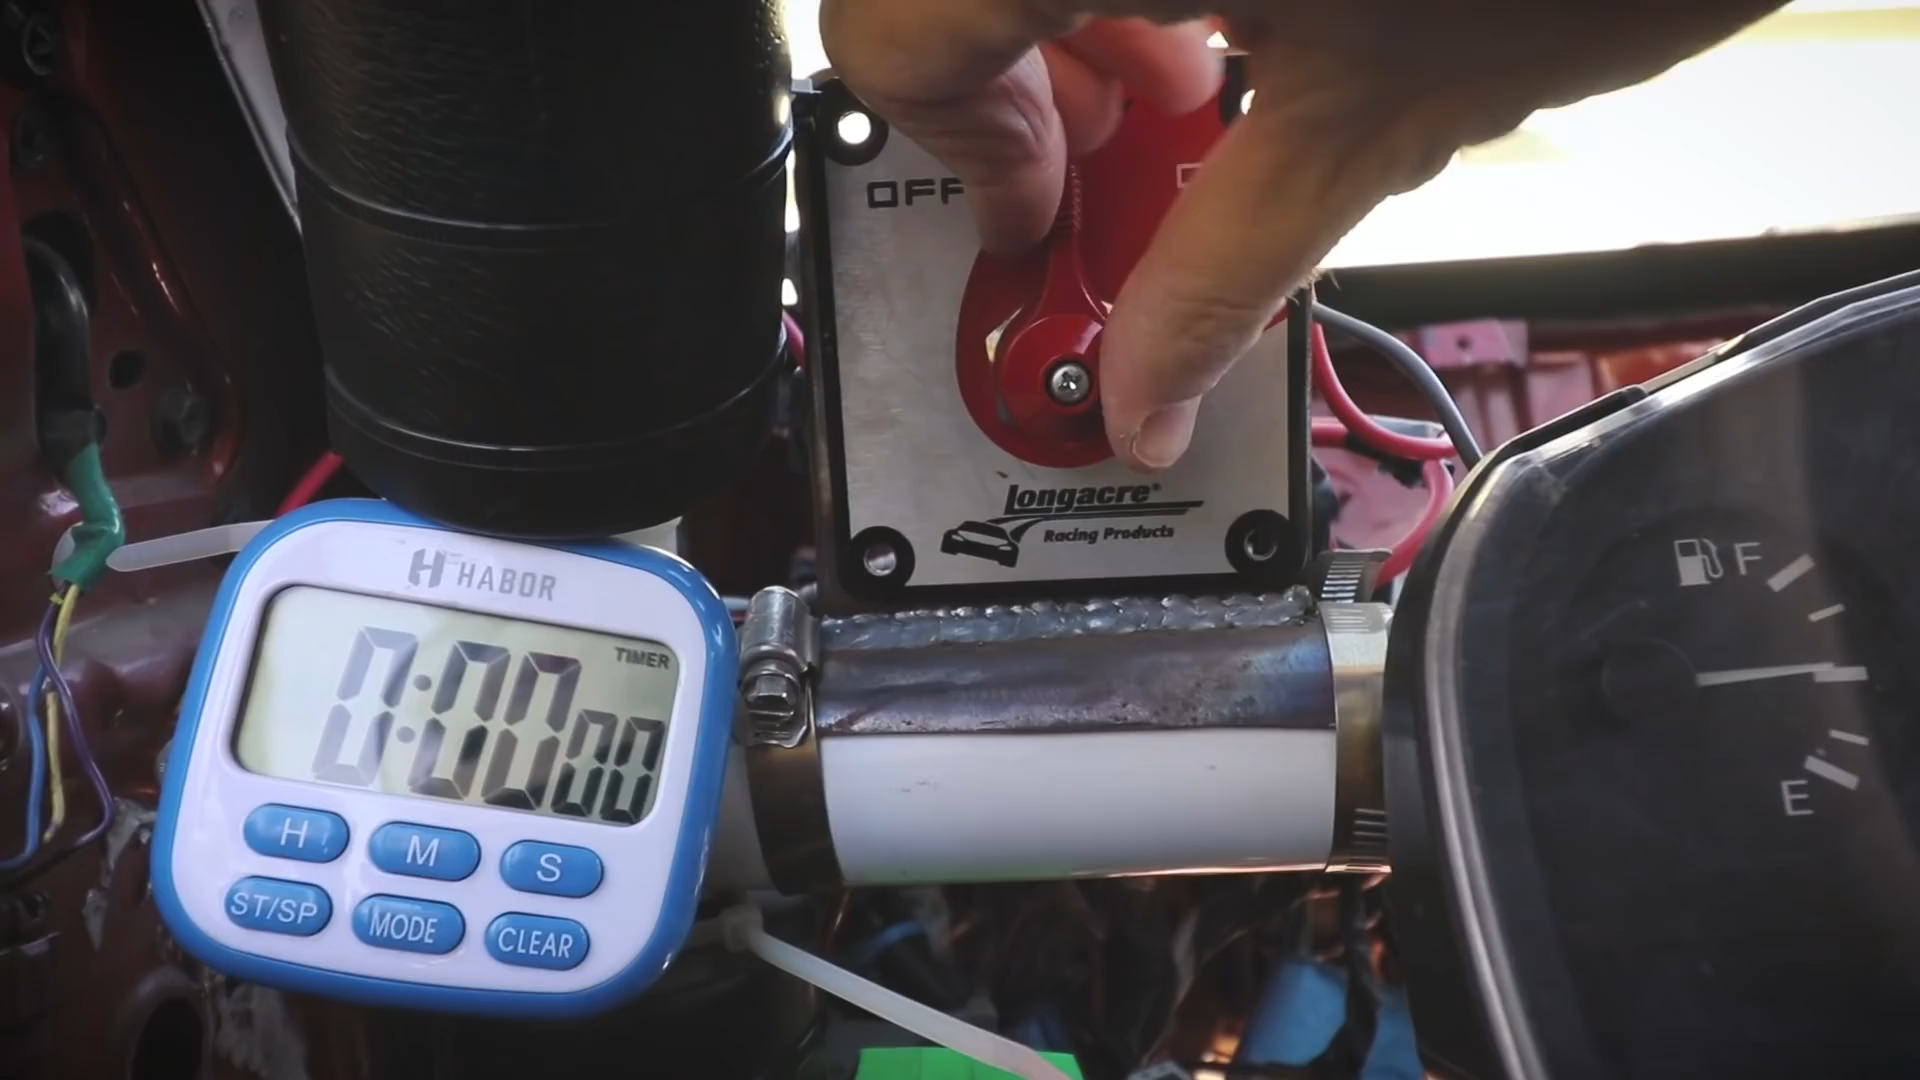 OFF
Longacre®
Racing Products
HABOR
TIMER
0:00 00
H M S
ST/SP MODE CLEAR
F
E